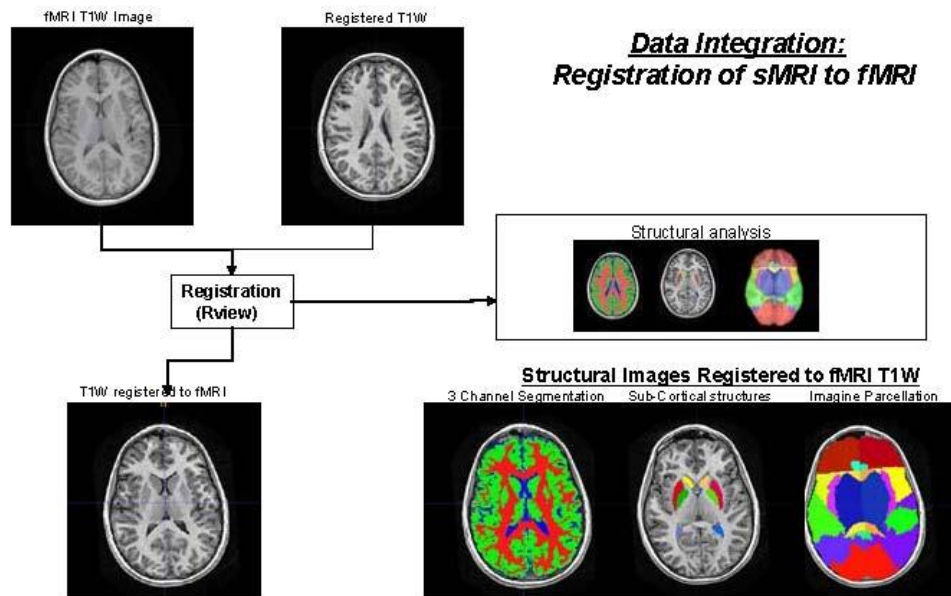 fMRI T1W Image
Registered T1W
Data Integration:
Registration of sMRI to fMRI
Structural analysis
Registration
(Rview)
T1W registered to fMRI
Structural Images Registered to fMRI T1W
3 Channel Segmentation
Sub-Cortical structures
Imagine Parcellation